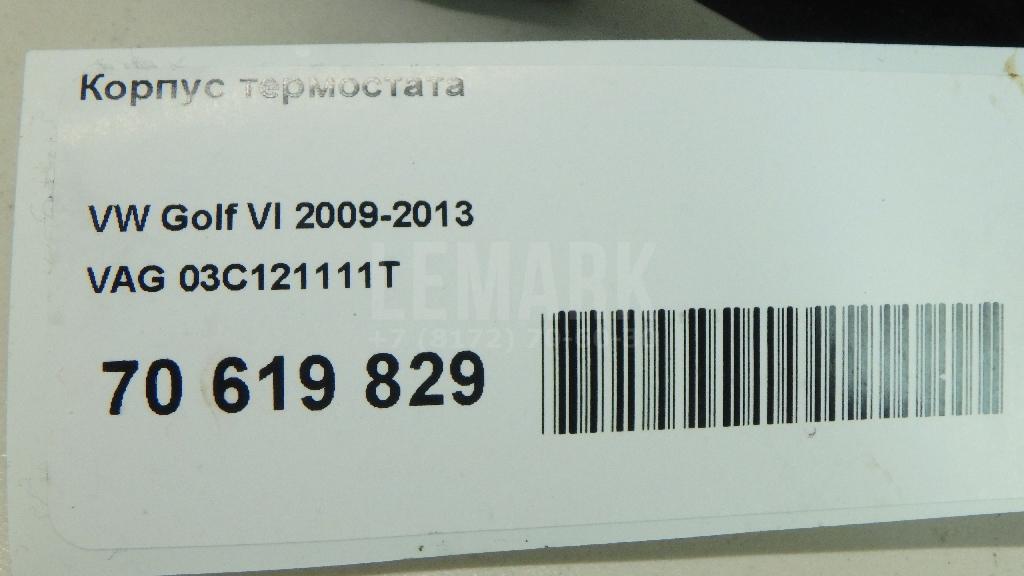 Корпус термостата
VW Golf VI 2009-2013
VAG 03C121111T
LEMARK
70 619 829